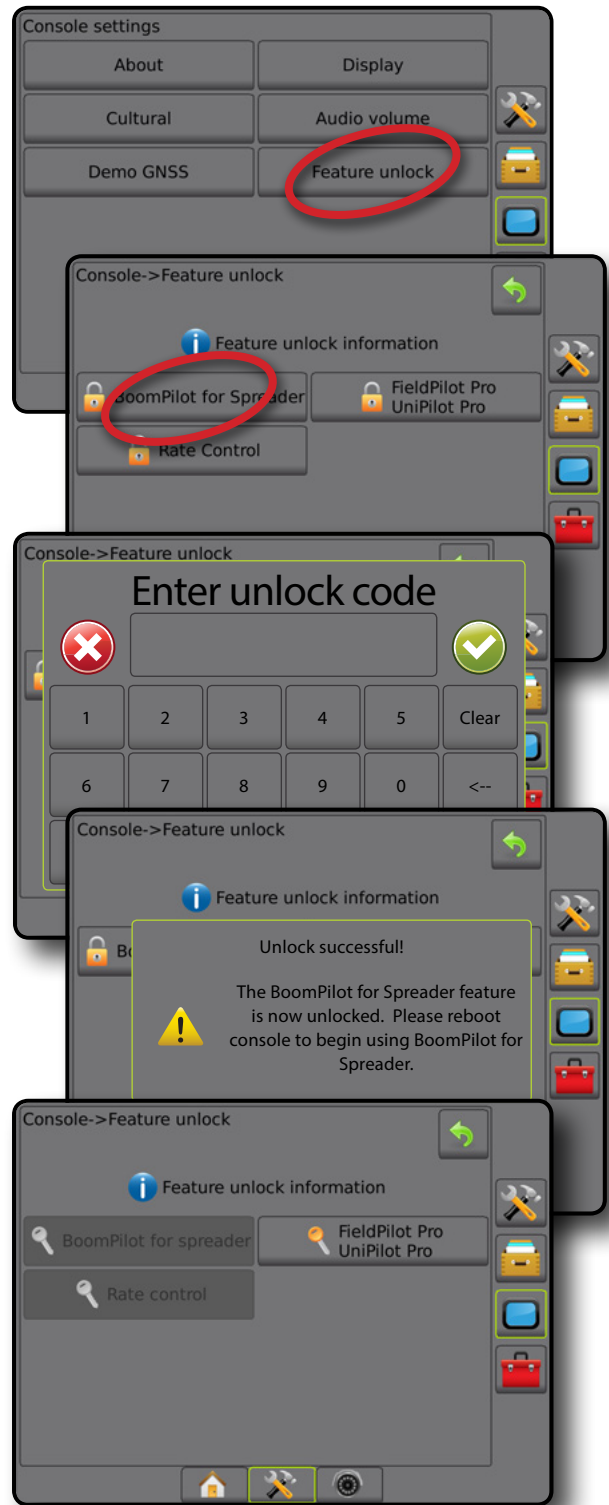 Console settings
About
Display
Cultural
Audio volume
Demo GNSS
Feature unlock
Console->Feature unlock
Feature unlock information
BoomPilot for Spreader
FieldPilot Pro
UniPilot Pro
Rate Control
Console->Feature unlock
Enter unlock code
1 2 3 4 5 Clear
6 7 8 9 0 <--
Console->Feature unlock
Feature unlock information
Bo
Unlock successful!
The BoomPilot for Spreader feature
is now unlocked.  Please reboot
console to begin using BoomPilot for
Spreader.
Console->Feature unlock
Feature unlock information
BoomPilot for spreader
FieldPilot Pro
UniPilot Pro
Rate control